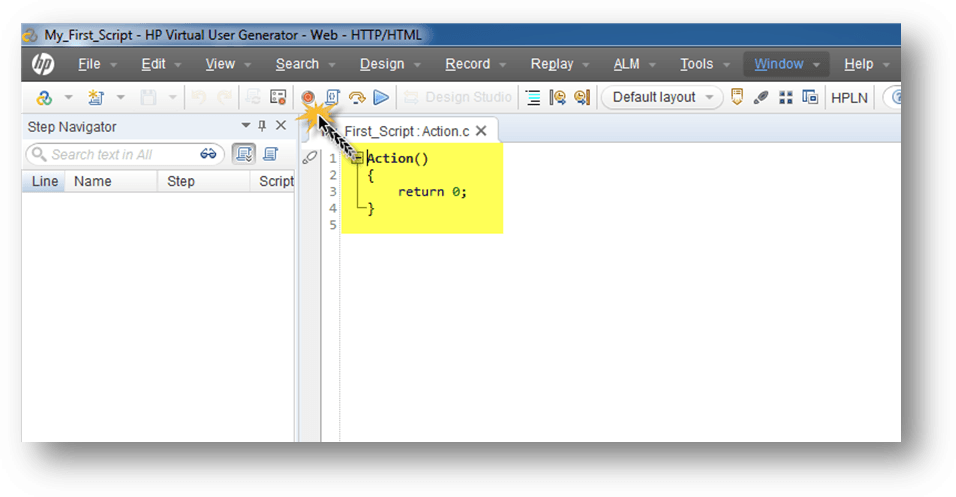 My_First_Script - HP Virtual User Generator - Web - HTTP/HTML
hp File Edit View Search Design Record Replay ALM Tools Window Help
Design Studio Default layout HPLN
Step Navigator
First_Script : Action.c
Search text in All
Line Name Step Script
1 Action()
2 {
3 return 0;
4 }
5